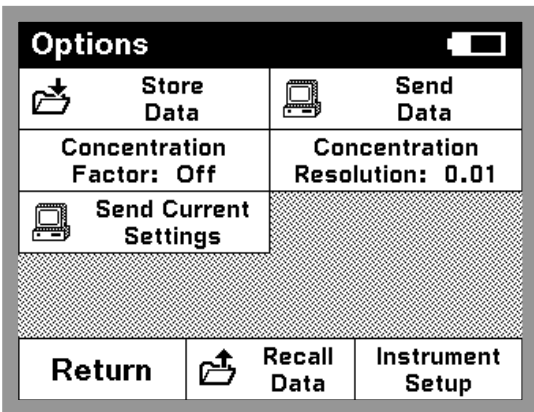 Options
Store
Data
Send
Data
Concentration
Factor: Off
Concentration
Resolution: 0.01
Send Current
Settings
Return
Recall
Data
Instrument
Setup